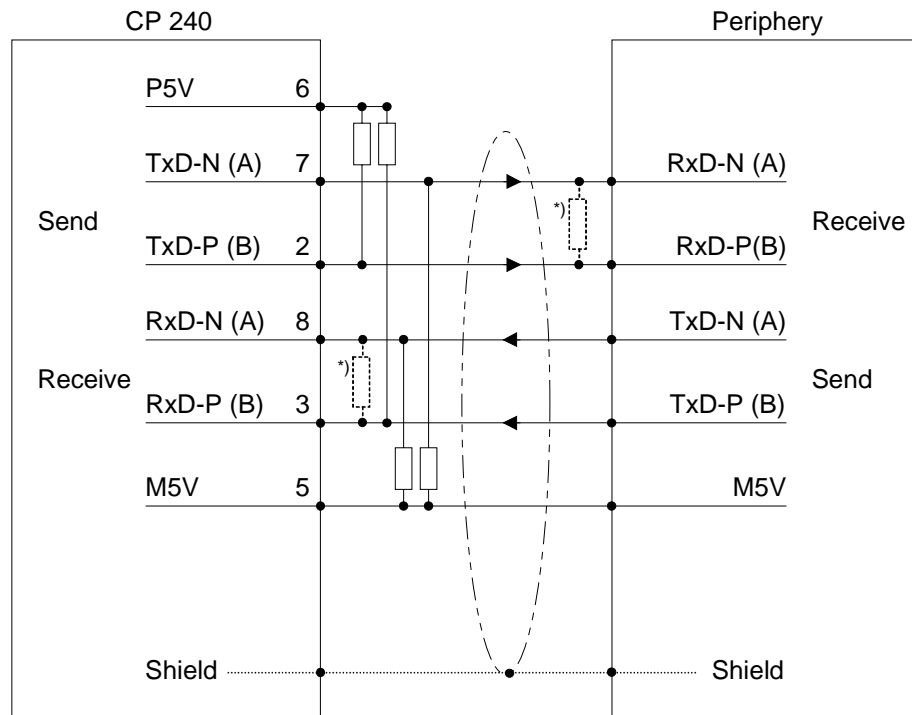 CP 240 Periphery
P5V 6
TxD-N (A) 7 RxD-N (A)
*)
Send Receive
TxD-P (B) 2 RxD-P(B)
RxD-N (A) 8 TxD-N (A)
*)
Receive Send
RxD-P (B) 3 TxD-P (B)
M5V 5 M5V
Shield Shield